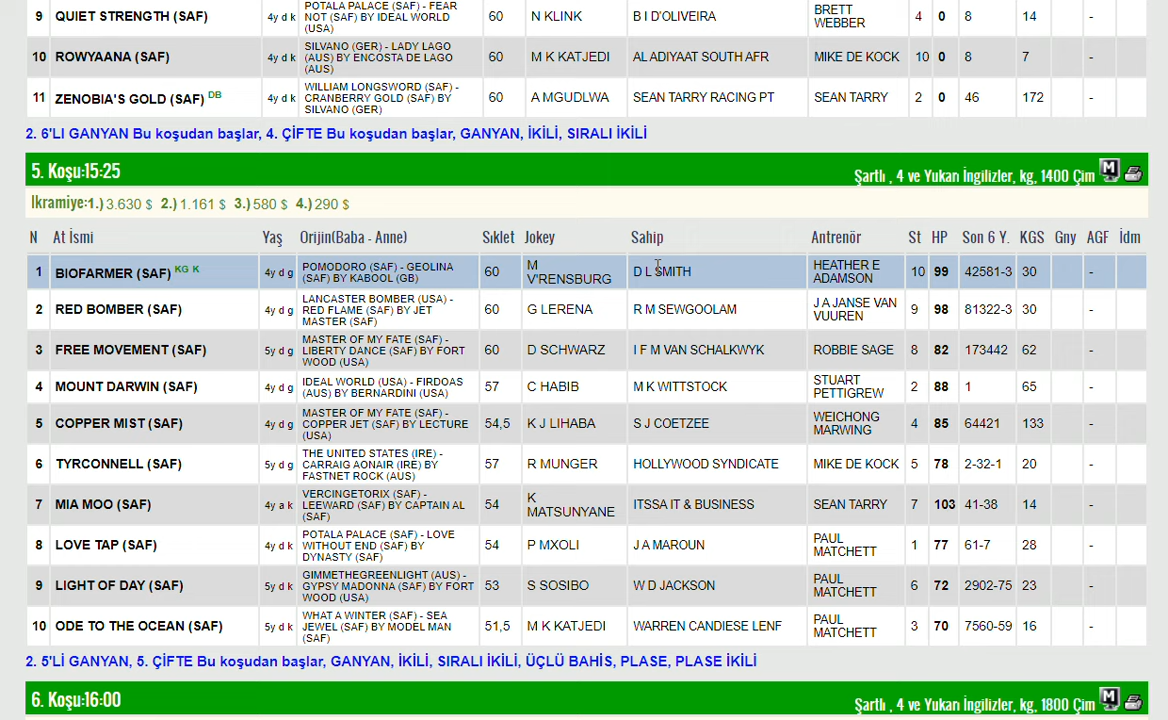 9 QUIET STRENGTH (SAF) 4y d k POTALA PALACE (SAF) - FEAR NOT (SAF) BY IDEAL WORLD (USA) 60 N KLINK B I D'OLIVEIRA BRETT WEBBER 4 0 8 14 -
10 ROWYAANA (SAF) 4y d k SILVANO (GER) - LADY LAGO (AUS) BY ENCOSTA DE LAGO (AUS) 60 M K KATJEDI AL ADIYAAT SOUTH AFR MIKE DE KOCK 10 0 8 7 -
11 ZENOBIA'S GOLD (SAF) DB 4y d k WILLIAM LONGSWORD (SAF) - CRANBERRY GOLD (SAF) BY SILVANO (GER) 60 A MGUDLWA SEAN TARRY RACING PT SEAN TARRY 2 0 46 172 -
2. 6'LI GANYAN Bu koşudan başlar, 4. ÇİFTE Bu koşudan başlar, GANYAN, İKİLİ, SIRALI İKİLİ
5. Koşu:15:25 Şartlı , 4 ve Yukarı İngilizler, kg, 1400 Çim M
İkramiye:1.) 3.630 $ 2.) 1.161 $ 3.) 580 $ 4.) 290 $
N At İsmi Yaş Orijin(Baba - Anne) Sıklet Jokey Sahip Antrenör St HP Son 6 Y. KGS Gny AGF İdm
1 BIOFARMER (SAF) KG K 4y d g POMODORO (SAF) - GEOLINA (SAF) BY KABOOL (GB) 60 M V'RENSBURG D L SMITH HEATHER E ADAMSON 10 99 42581-3 30 -
2 RED BOMBER (SAF) 4y d g LANCASTER BOMBER (USA) - RED FLAME (SAF) BY JET MASTER (SAF) 60 G LERENA R M SEWGOOLAM J A JANSE VAN VUUREN 9 98 81322-3 30 -
3 FREE MOVEMENT (SAF) 5y d g MASTER OF MY FATE (SAF) - LIBERTY DANCE (SAF) BY FORT WOOD (USA) 60 D SCHWARZ I F M VAN SCHALKWYK ROBBIE SAGE 8 82 173442 62 -
4 MOUNT DARWIN (SAF) 4y d g IDEAL WORLD (USA) - FIRDOAS (AUS) BY BERNARDINI (USA) 57 C HABIB M K WITTSTOCK STUART PETTIGREW 2 88 1 65 -
5 COPPER MIST (SAF) 4y d g MASTER OF MY FATE (SAF) - COPPER JET (SAF) BY LECTURE (USA) 54,5 K J LIHABA S J COETZEE WEICHONG MARWING 4 85 64421 133 -
6 TYRCONNELL (SAF) 5y d g THE UNITED STATES (IRE) - CARRAIG AONAIR (IRE) BY FASTNET ROCK (AUS) 57 R MUNGER HOLLYWOOD SYNDICATE MIKE DE KOCK 5 78 2-32-1 20 -
7 MIA MOO (SAF) 4y a k VERCINGETORIX (SAF) - LEEWARD (SAF) BY CAPTAIN AL (SAF) 54 K MATSUNYANE ITSSA IT & BUSINESS SEAN TARRY 7 103 41-38 14 -
8 LOVE TAP (SAF) 4y d k POTALA PALACE (SAF) - LOVE WITHOUT END (SAF) BY DYNASTY (SAF) 54 P MXOLI J A MAROUN PAUL MATCHETT 1 77 61-7 28 -
9 LIGHT OF DAY (SAF) 5y d k GIMMETHEGREENLIGHT (AUS) - GYPSY MADONNA (SAF) BY FORT WOOD (USA) 53 S SOSIBO W D JACKSON PAUL MATCHETT 6 72 2902-75 23 -
10 ODE TO THE OCEAN (SAF) 5y d k WHAT A WINTER (SAF) - SEA JEWEL (SAF) BY MODEL MAN (SAF) 51,5 M K KATJEDI WARREN CANDIESE LENF PAUL MATCHETT 3 70 7560-59 16 -
2. 5'Lİ GANYAN, 5. ÇİFTE Bu koşudan başlar, GANYAN, İKİLİ, SIRALI İKİLİ, ÜÇLÜ BAHİS, PLASE, PLASE İKİLİ
6. Koşu:16:00 Şartlı , 4 ve Yukarı İngilizler, kg, 1800 Çim M